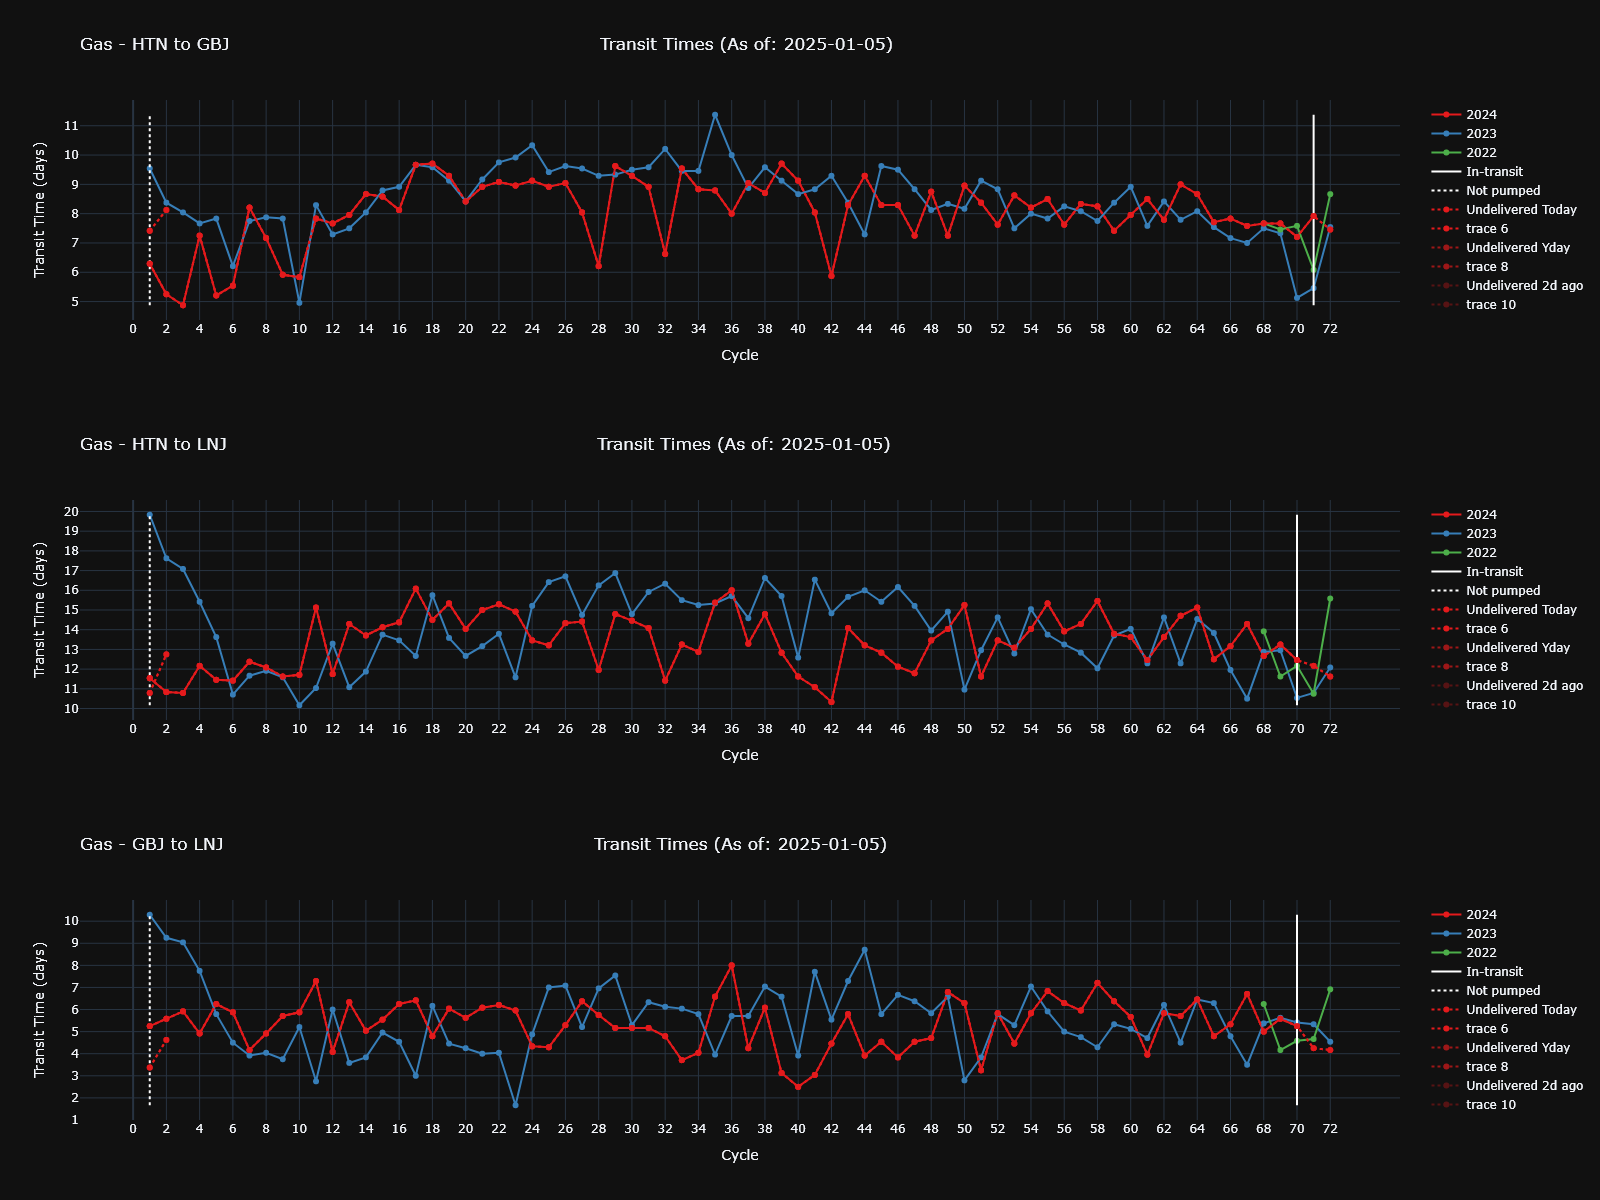 Gas - HTN to GBJ
Transit Times (As of: 2025-01-05)
Transit Time (days)
11
10
9
8
7
6
5
0 2 4 6 8 10 12 14 16 18 20 22 24 26 28 30 32 34 36 38 40 42 44 46 48 50 52 54 56 58 60 62 64 66 68 70 72
Cycle
2024
2023
2022
In-transit
Not pumped
Undelivered Today
trace 6
Undelivered Yday
trace 8
Undelivered 2d ago
trace 10
Gas - HTN to LNJ
Transit Times (As of: 2025-01-05)
Transit Time (days)
20
19
18
17
16
15
14
13
12
11
10
0 2 4 6 8 10 12 14 16 18 20 22 24 26 28 30 32 34 36 38 40 42 44 46 48 50 52 54 56 58 60 62 64 66 68 70 72
Cycle
2024
2023
2022
In-transit
Not pumped
Undelivered Today
trace 6
Undelivered Yday
trace 8
Undelivered 2d ago
trace 10
Gas - GBJ to LNJ
Transit Times (As of: 2025-01-05)
Transit Time (days)
10
9
8
7
6
5
4
3
2
1
0 2 4 6 8 10 12 14 16 18 20 22 24 26 28 30 32 34 36 38 40 42 44 46 48 50 52 54 56 58 60 62 64 66 68 70 72
Cycle
2024
2023
2022
In-transit
Not pumped
Undelivered Today
trace 6
Undelivered Yday
trace 8
Undelivered 2d ago
trace 10